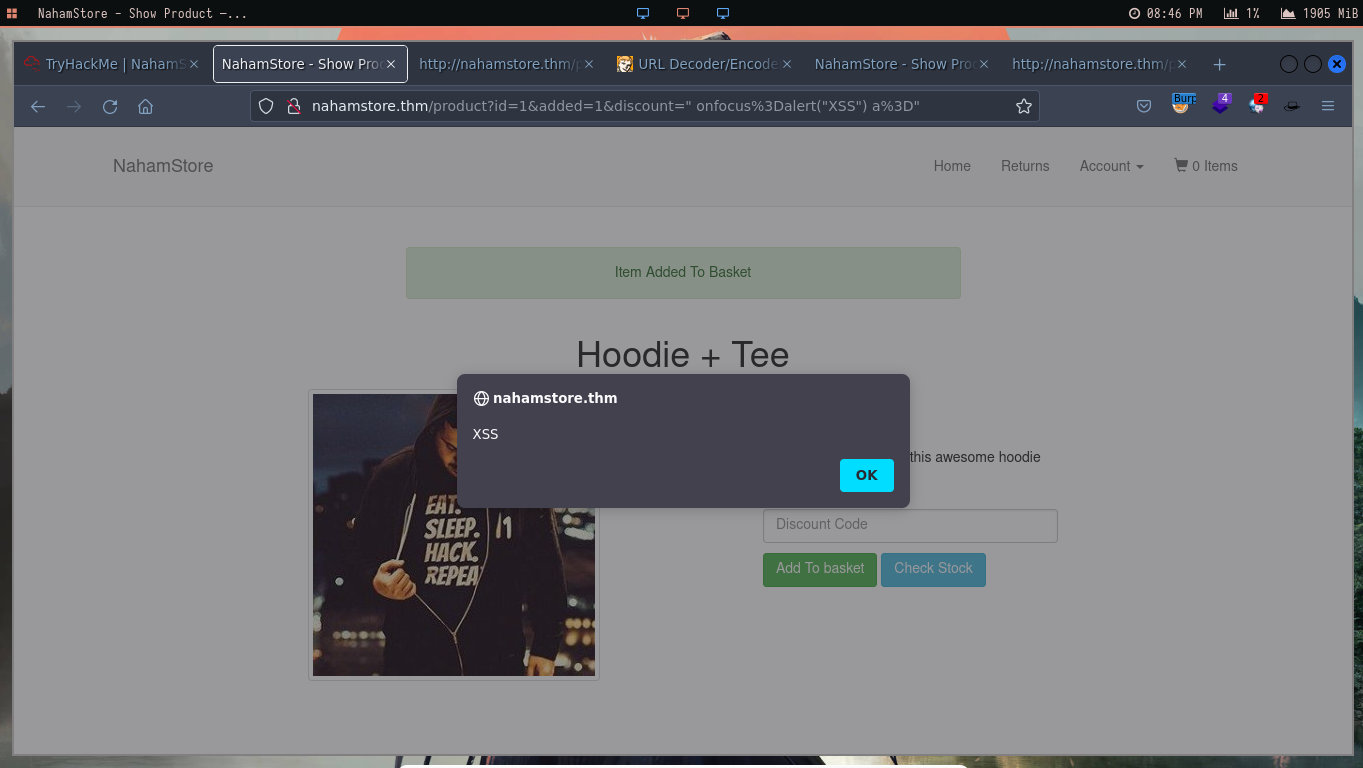 NahamStore – Show Product —...
08:46 PM
1%
1905 MiB
TryHackMe | NahamS
NahamStore - Show Proc
http://nahamstore.thm/p
URL Decoder/Encode
NahamStore - Show Pro
http://nahamstore.thm/p
nahamstore.thm/product?id=1&added=1&discount=" onfocus%3Dalert("XSS") a%3D"
Burp
4
2
NahamStore
Home
Returns
Account
0 Items
Item Added To Basket
Hoodie + Tee
nahamstore.thm
XSS
OK
this awesome hoodie
EAT.
SLEEP.
HACK.
REPEA
Discount Code
Add To basket
Check Stock